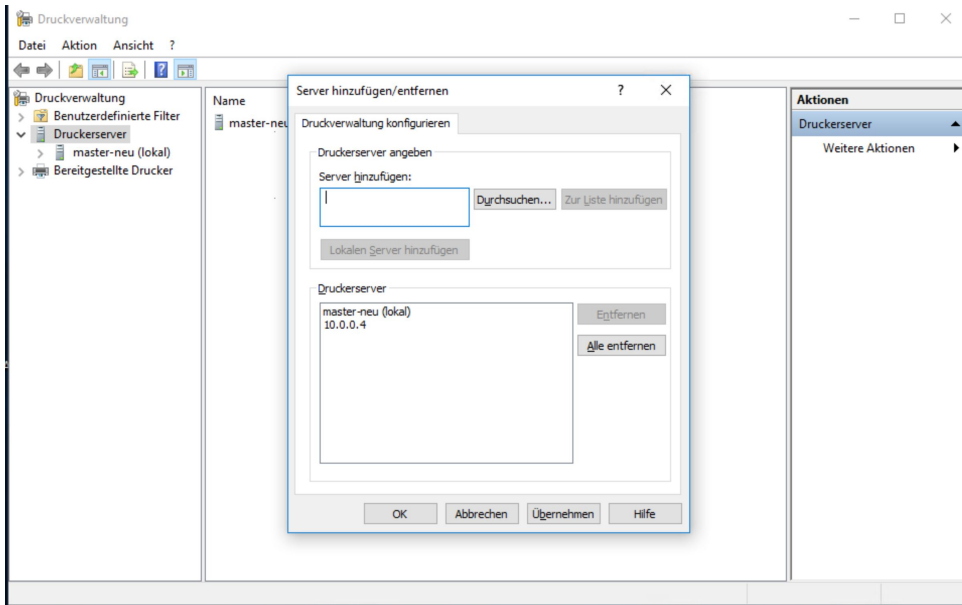 Druckverwaltung
Datei Aktion Ansicht ?
Druckverwaltung
Benutzerdefinierte Filter
Druckerserver
master-neu (lokal)
Bereitgestellte Drucker
Name
master-neu
Server hinzufügen/entfernen ?
Druckverwaltung konfigurieren
Druckerserver angeben
Server hinzufügen:
Durchsuchen... Zur Liste hinzufügen
Lokalen Server hinzufügen
Druckerserver
master-neu (lokal)
10.0.0.4
Entfernen
Alle entfernen
OK Abbrechen Übernehmen Hilfe
Aktionen
Druckerserver
Weitere Aktionen